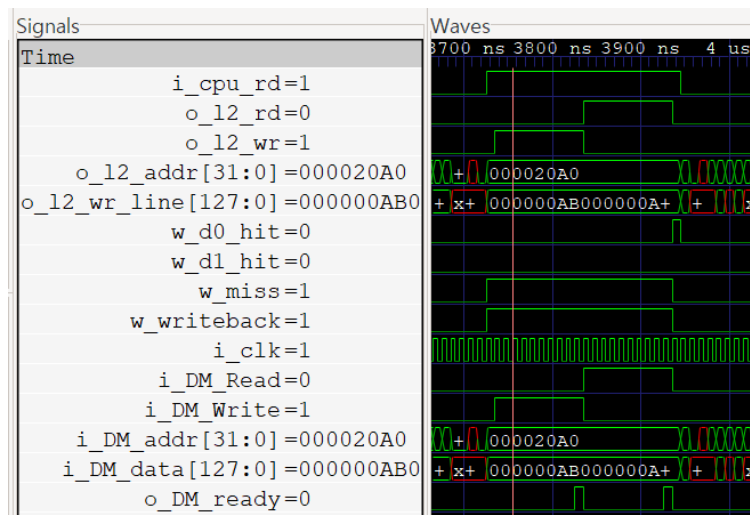 Signals
Waves
Time
3700 ns 3800 ns 3900 ns 4 us
i_cpu_rd=1
o_l2_rd=0
o_l2_wr=1
o_l2_addr[31:0]=000020A0
+ 000020A0
o_l2_wr_line[127:0]=000000AB0
+ x+ 000000AB000000A+ +
w_d0_hit=0
w_d1_hit=0
w_miss=1
w_writeback=1
i_clk=1
i_DM_Read=0
i_DM_Write=1
i_DM_addr[31:0]=000020A0
+ 000020A0
i_DM_data[127:0]=000000AB0
+ x+ 000000AB000000A+ +
o_DM_ready=0